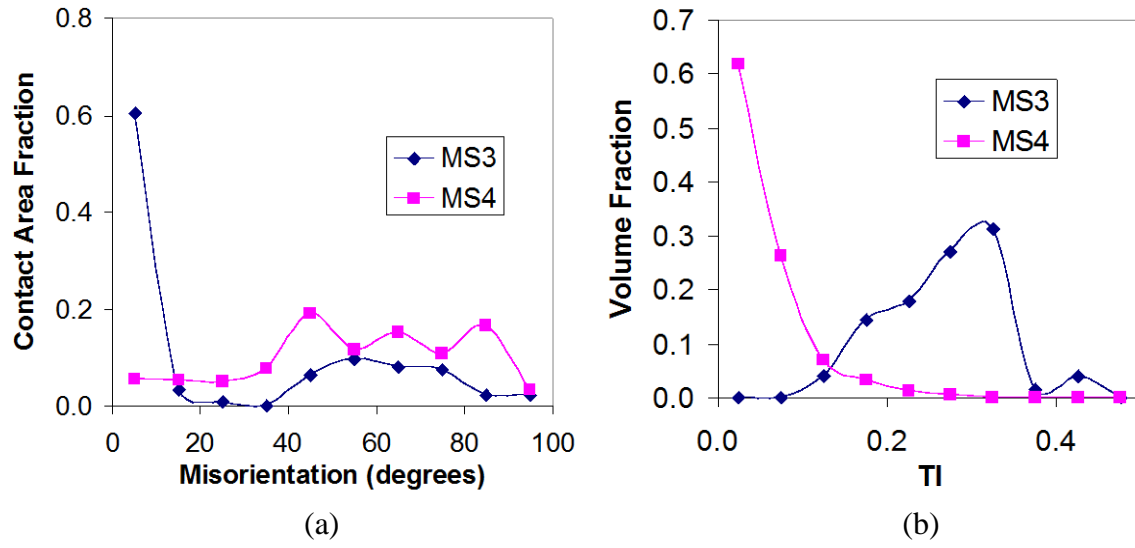 0.8
0.6
0.4
0.2
0.0
Contact Area Fraction
MS3
MS4
0 20 40 60 80 100
Misorientation (degrees)
(a)
0.7
0.6
0.5
0.4
0.3
0.2
0.1
0.0
Volume Fraction
MS3
MS4
0.0 0.2 0.4
TI
(b)